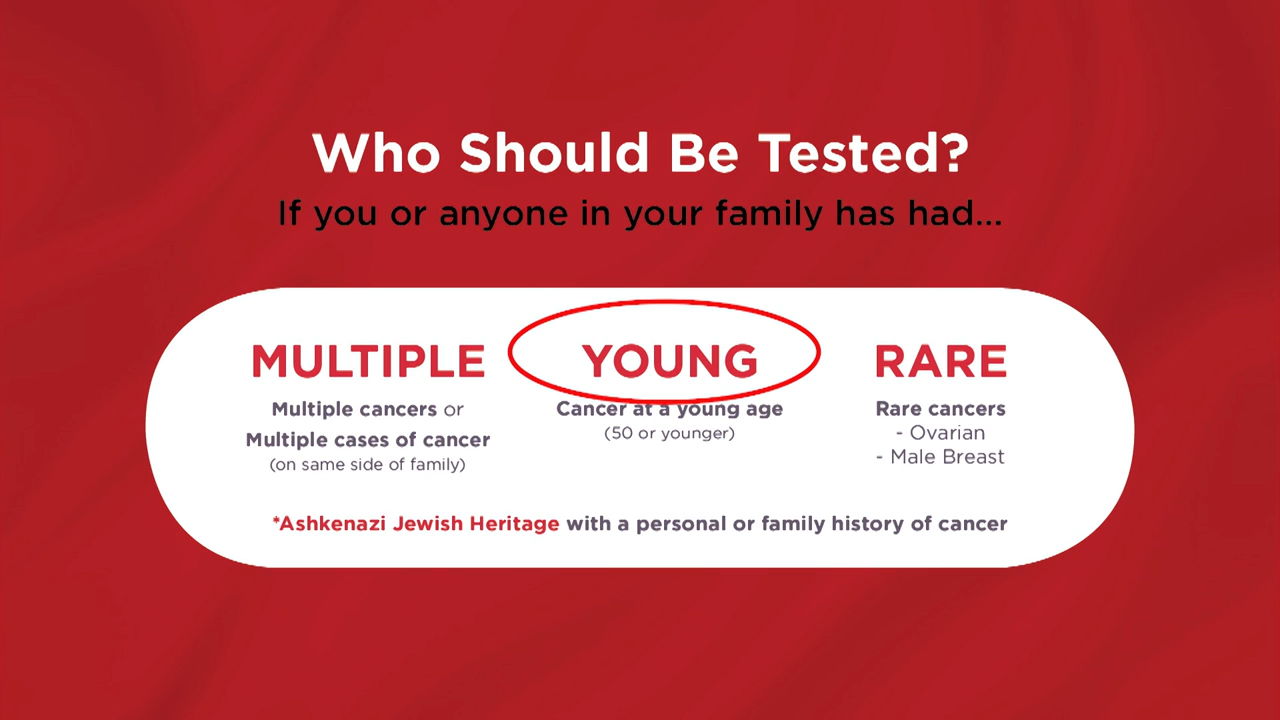 Who Should Be Tested?
If you or anyone in your family has had...
MULTIPLE
Multiple cancers or
Multiple cases of cancer
(on same side of family)
YOUNG
Cancer at a young age
(50 or younger)
RARE
Rare cancers
- Ovarian
- Male Breast
*Ashkenazi Jewish Heritage with a personal or family history of cancer